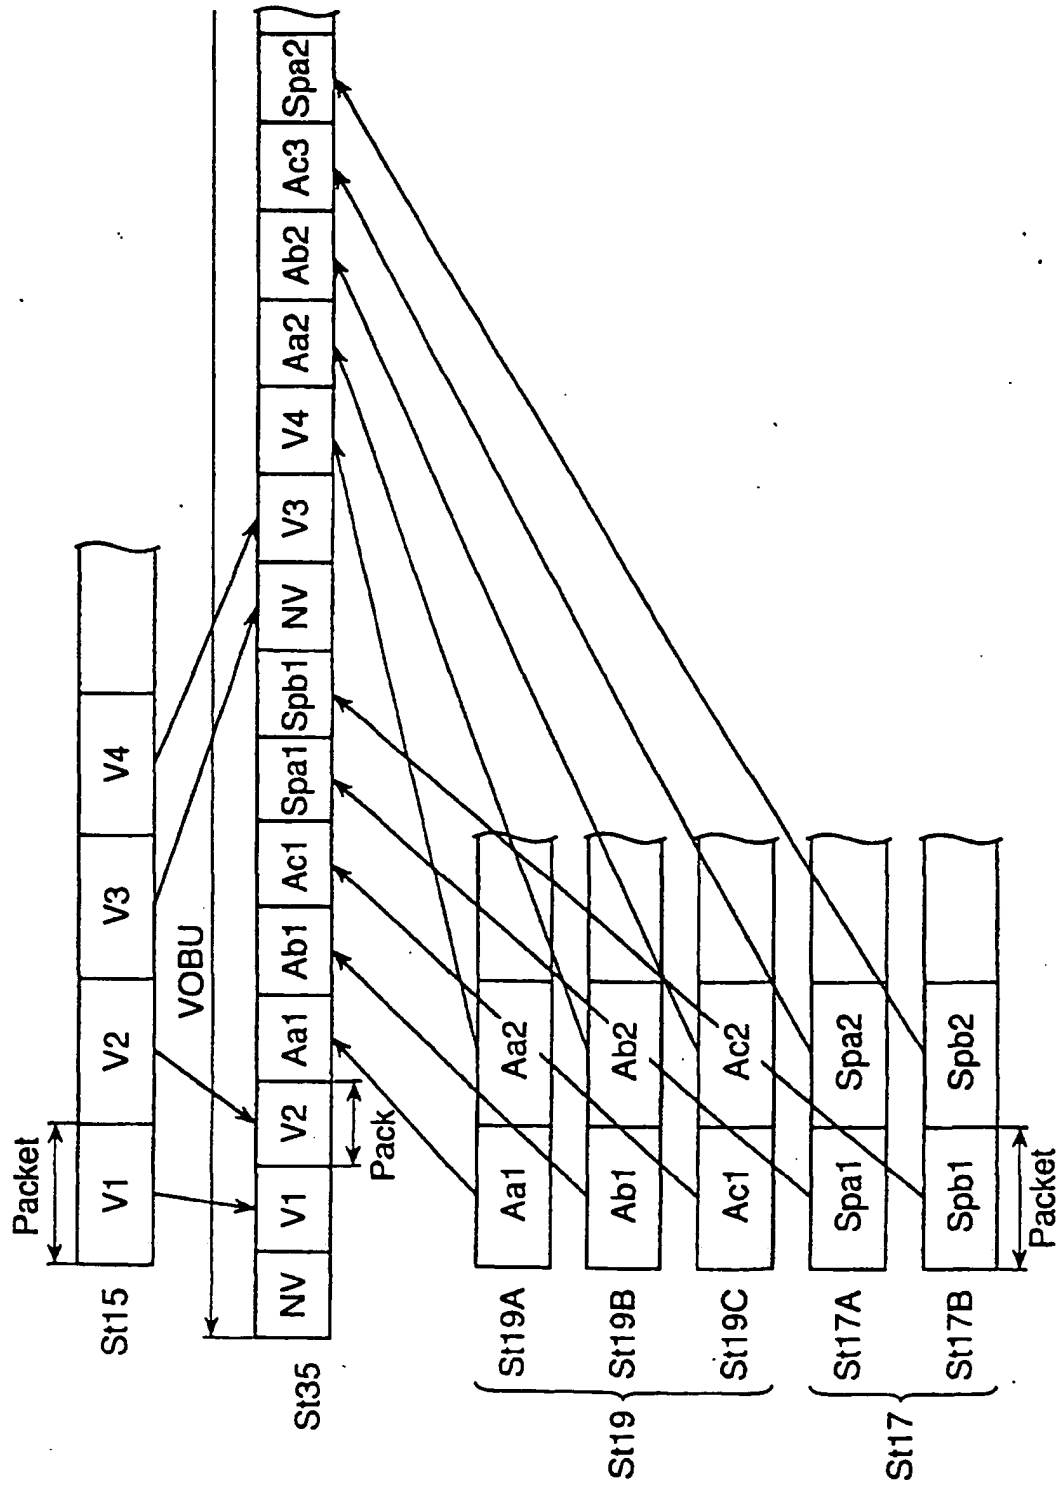 Packet
St15 V1 V2 V3 V4
VOBU
St35 NV V1 V2 Aa1 Ab1 Ac1 Spa1 Spb1 NV V3 V4 Aa2 Ab2 Ac3 Spa2
Pack
St19
St19A Aa1 Aa2
St19B Ab1 Ab2
St19C Ac1 Ac2
St17
St17A Spa1 Spa2
St17B Spb1 Spb2
Packet